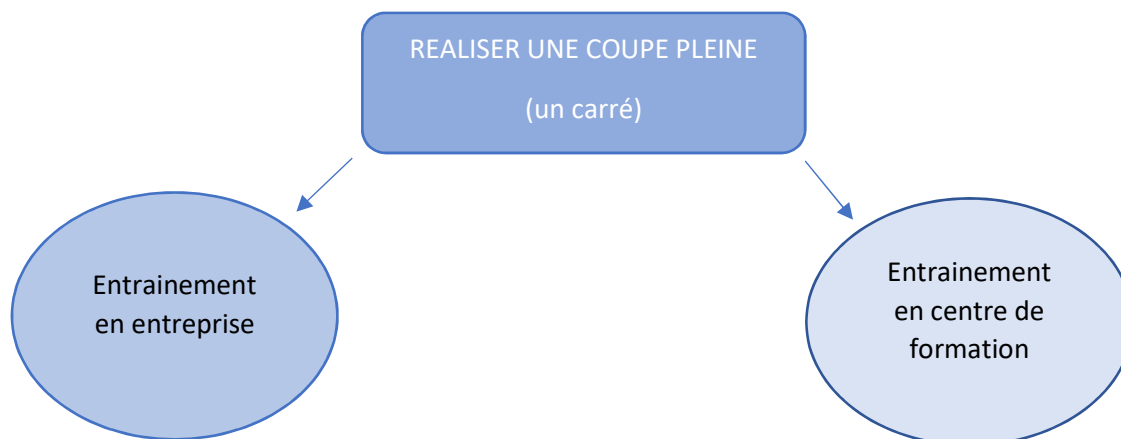 REALISER UNE COUPE PLEINE
(un carré)
Entrainement
en entreprise
Entrainement
en centre de
formation